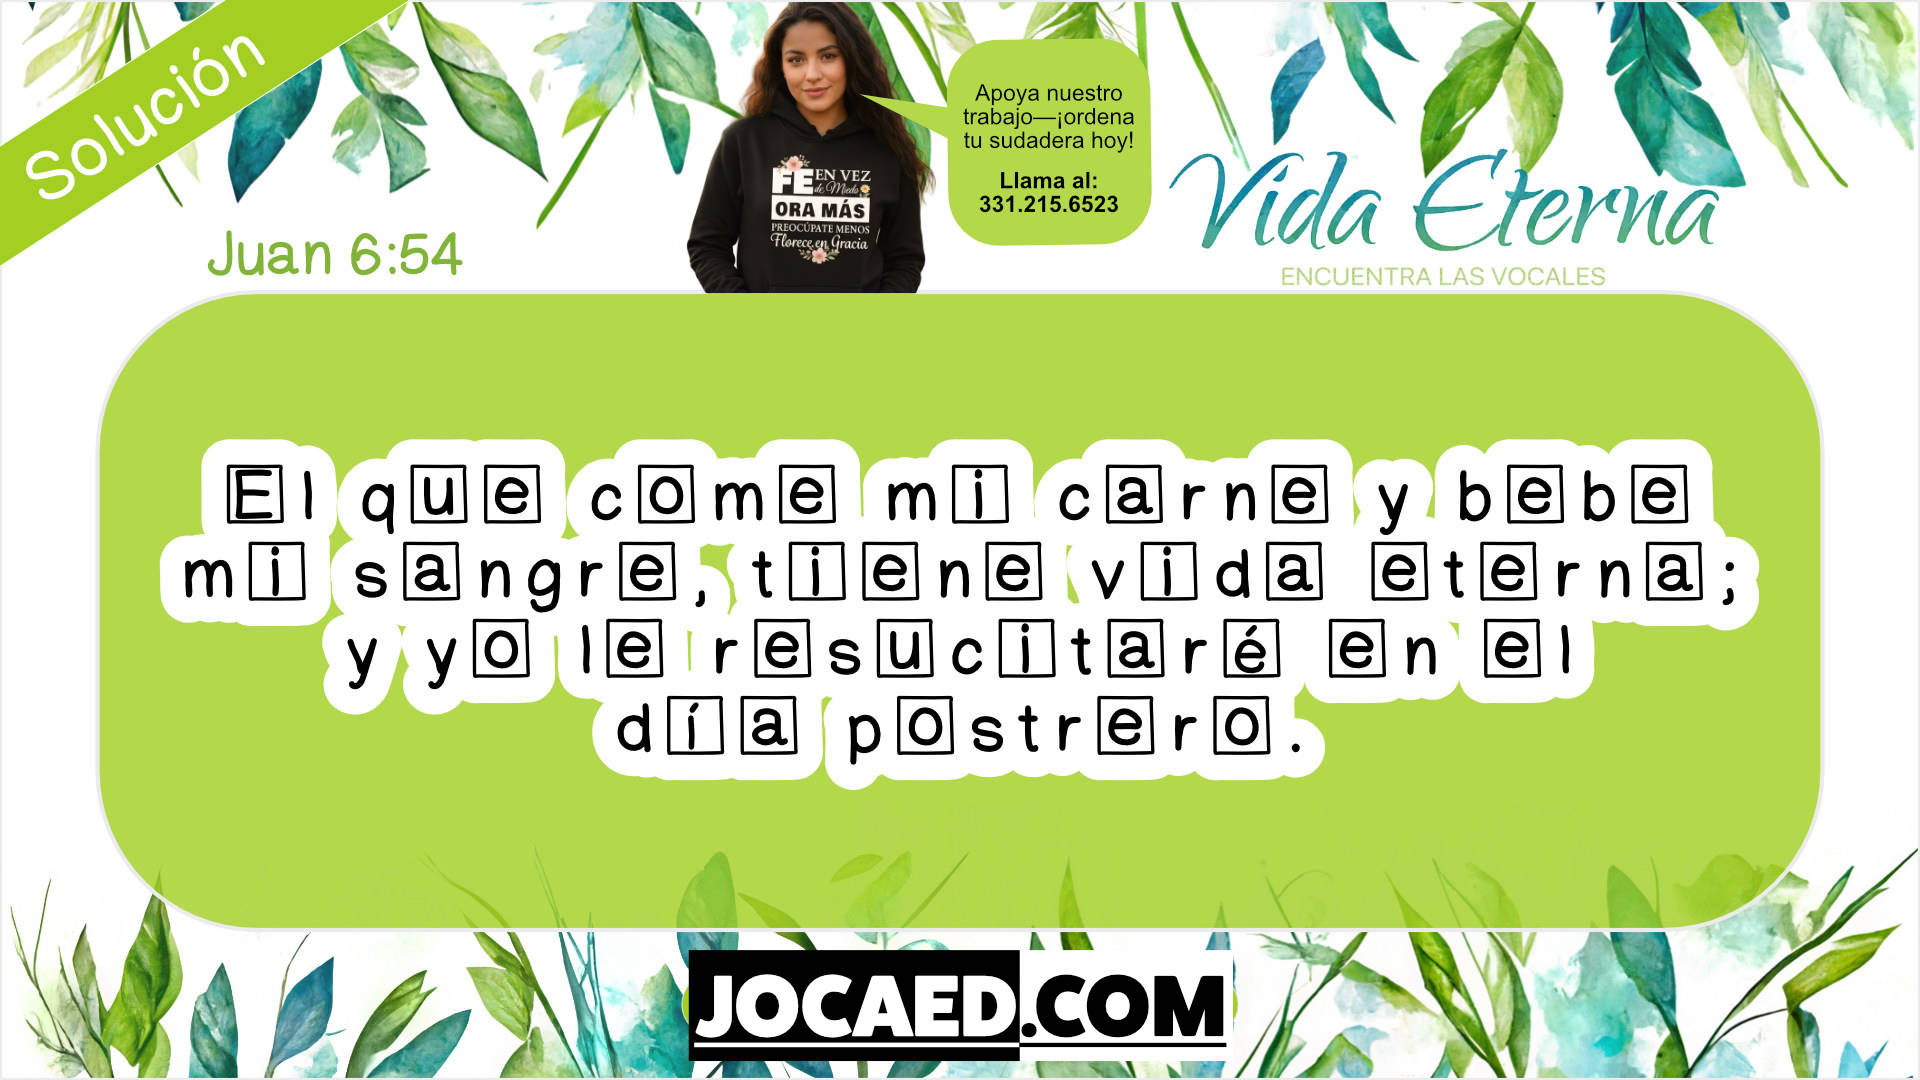 Solución
Juan 6:54
FE EN VEZ
de Miedo
ORA MÁS
PREOCÚPATE MENOS
Florece en Gracia
Apoya nuestro
trabajo—¡ordena
tu sudadera hoy!
Llama al:
331.215.6523
Vida Eterna
ENCUENTRA LAS VOCALES
El que come mi carne y bebe
mi sangre, tiene vida eterna;
y yo le resucitaré en el
día postrero.
JOCAED.COM